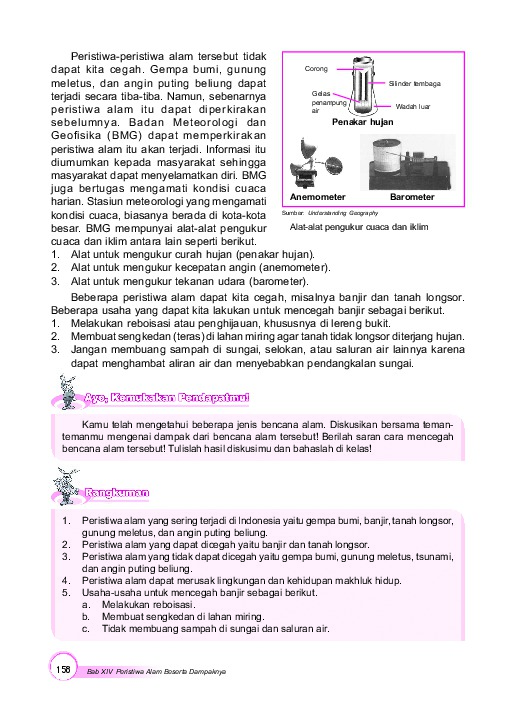 Peristiwa-peristiwa alam tersebut tidak
dapat kita cegah. Gempa bumi, gunung
meletus, dan angin puting beliung dapat
terjadi secara tiba-tiba. Namun, sebenarnya
peristiwa alam itu dapat diperkirakan
sebelumnya. Badan Meteorologi dan
Geofisika (BMG) dapat memperkirakan
peristiwa alam itu akan terjadi. Informasi itu
diumumkan kepada masyarakat sehingga
masyarakat dapat menyelamatkan diri. BMG
juga bertugas mengamati kondisi cuaca
harian. Stasiun meteorologi yang mengamati
kondisi cuaca, biasanya berada di kota-kota
besar. BMG mempunyai alat-alat pengukur
cuaca dan iklim antara lain seperti berikut.
Corong
Silinder tembaga
Gelas
penampung
air
Wadah luar
Penakar hujan
Anemometer
Barometer
Sumber: Understanding Geography
Alat-alat pengukur cuaca dan iklim
1. Alat untuk mengukur curah hujan (penakar hujan).
2. Alat untuk mengukur kecepatan angin (anemometer).
3. Alat untuk mengukur tekanan udara (barometer).
Beberapa peristiwa alam dapat kita cegah, misalnya banjir dan tanah longsor.
Beberapa usaha yang dapat kita lakukan untuk mencegah banjir sebagai berikut.
1. Melakukan reboisasi atau penghijauan, khususnya di lereng bukit.
2. Membuat sengkedan (teras) di lahan miring agar tanah tidak longsor diterjang hujan.
3. Jangan membuang sampah di sungai, selokan, atau saluran air lainnya karena
dapat menghambat aliran air dan menyebabkan pendangkalan sungai.
Ayo, Kemukakan Pendapatmu!
Kamu telah mengetahui beberapa jenis bencana alam. Diskusikan bersama teman-
temanmu mengenai dampak dari bencana alam tersebut! Berilah saran cara mencegah
bencana alam tersebut! Tulislah hasil diskusimu dan bahaslah di kelas!
Rangkuman
1. Peristiwa alam yang sering terjadi di Indonesia yaitu gempa bumi, banjir, tanah longsor,
gunung meletus, dan angin puting beliung.
2. Peristiwa alam yang dapat dicegah yaitu banjir dan tanah longsor.
3. Peristiwa alam yang tidak dapat dicegah yaitu gempa bumi, gunung meletus, tsunami,
dan angin puting beliung.
4. Peristiwa alam dapat merusak lingkungan dan kehidupan makhluk hidup.
5. Usaha-usaha untuk mencegah banjir sebagai berikut.
a. Melakukan reboisasi.
b. Membuat sengkedan di lahan miring.
c. Tidak membuang sampah di sungai dan saluran air.
158 Bab XIV Peristiwa Alam Beserta Dampaknya